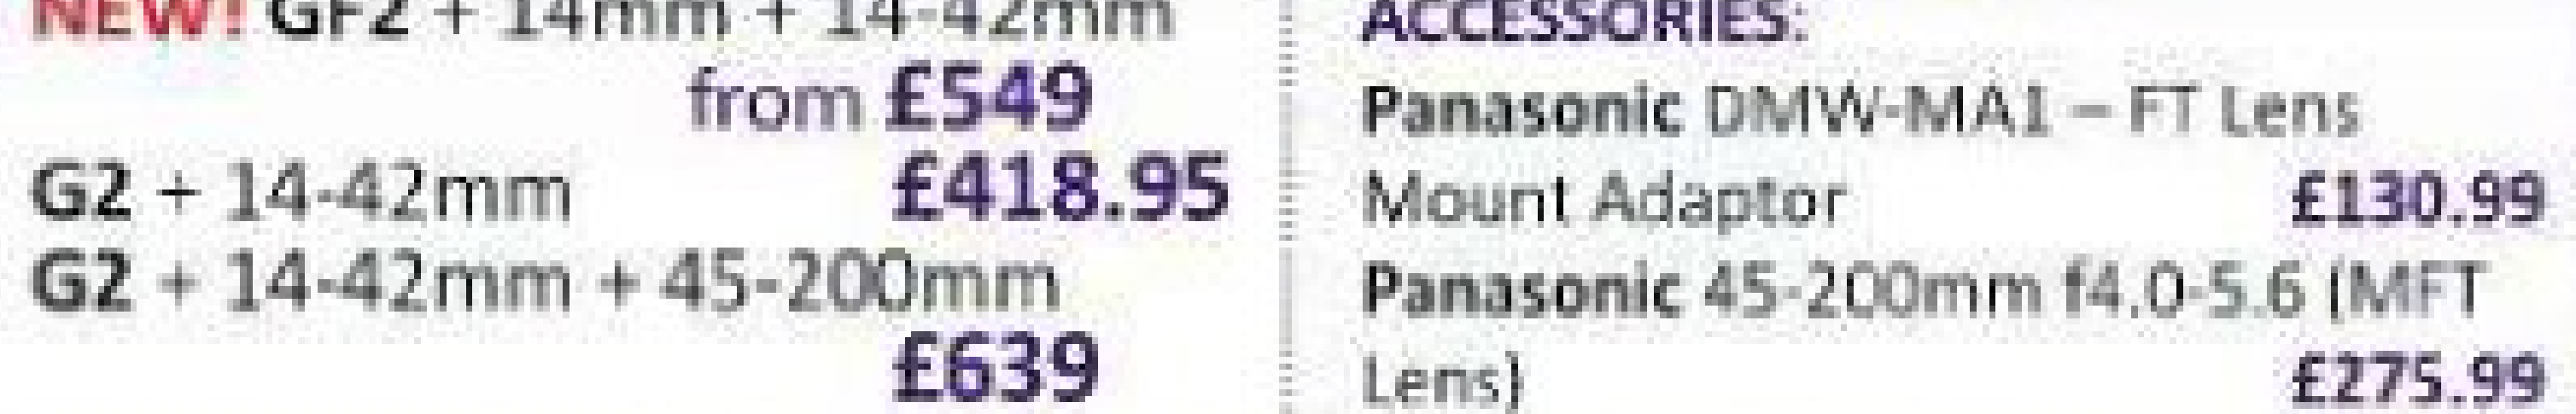 NEW! GF2 + 14mm + 14-42mm
from £549
G2 + 14-42mm £418.95
G2 + 14-42mm + 45-200mm
£639
ACCESSORIES:
Panasonic DMW-MA1 – FT Lens
Mount Adaptor £130.99
Panasonic 45-200mm f4.0-5.6 (MFT
Lens) £275.99